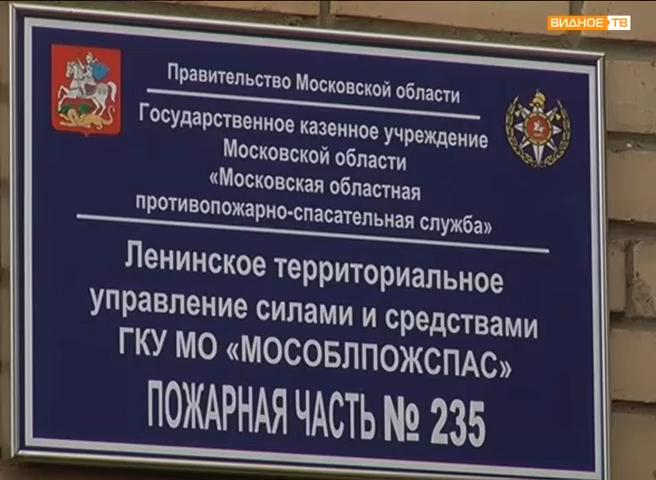 ВИДНОЕ ТВ
Правительство Московской области
Государственное казенное учреждение
Московской области
«Московская областная
противопожарно-спасательная служба»
Ленинское территориальное
управление силами и средствами
ГКУ МО «МОСОБЛПОЖСПАС»
ПОЖАРНАЯ ЧАСТЬ № 235